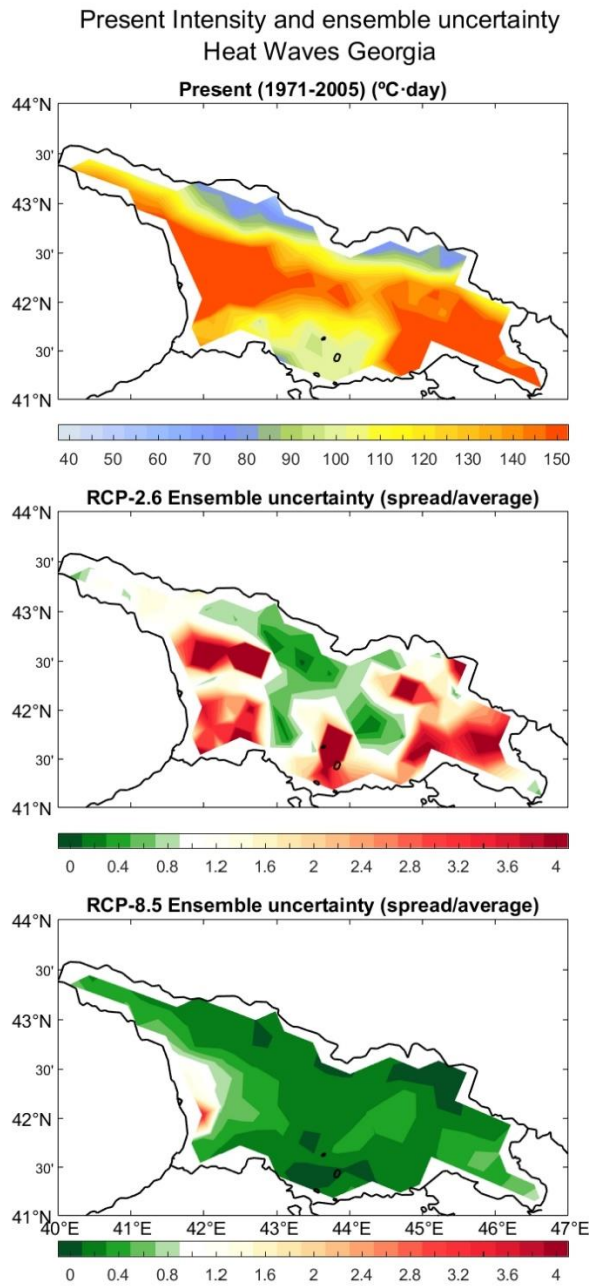 Present Intensity and ensemble uncertainty
Heat Waves Georgia
Present (1971-2005) (ºC·day)
44°N
30'
43°N
30'
42°N
30'
41°N
40 50 60 70 80 90 100 110 120 130 140 150
RCP-2.6 Ensemble uncertainty (spread/average)
44°N
30'
43°N
30'
42°N
30'
41°N
0 0.4 0.8 1.2 1.6 2 2.4 2.8 3.2 3.6 4
RCP-8.5 Ensemble uncertainty (spread/average)
44°N
30'
43°N
30'
42°N
30'
41°N
40°E 41°E 42°E 43°E 44°E 45°E 46°E 47°E
0 0.4 0.8 1.2 1.6 2 2.4 2.8 3.2 3.6 4